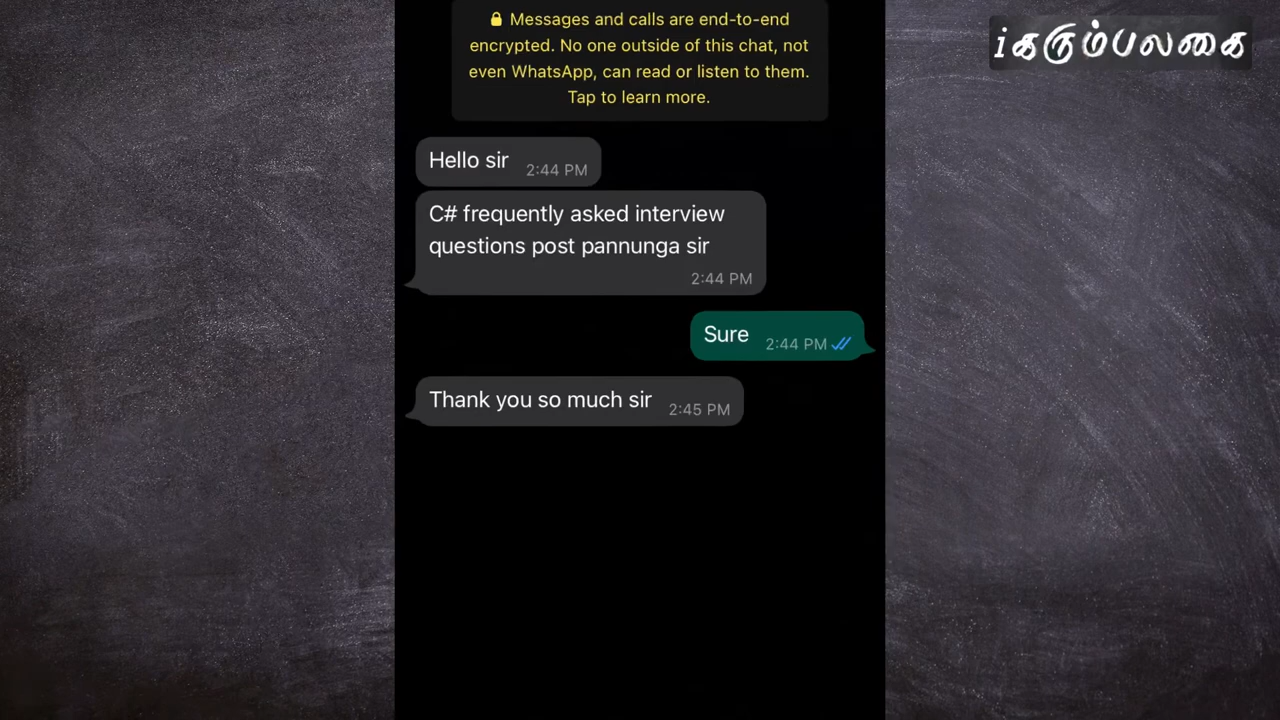 iகரும்பலகை
🔒 Messages and calls are end-to-end
encrypted. No one outside of this chat, not
even WhatsApp, can read or listen to them.
Tap to learn more.
Hello sir 2:44 PM
C# frequently asked interview
questions post pannunga sir
2:44 PM
Sure 2:44 PM
Thank you so much sir 2:45 PM